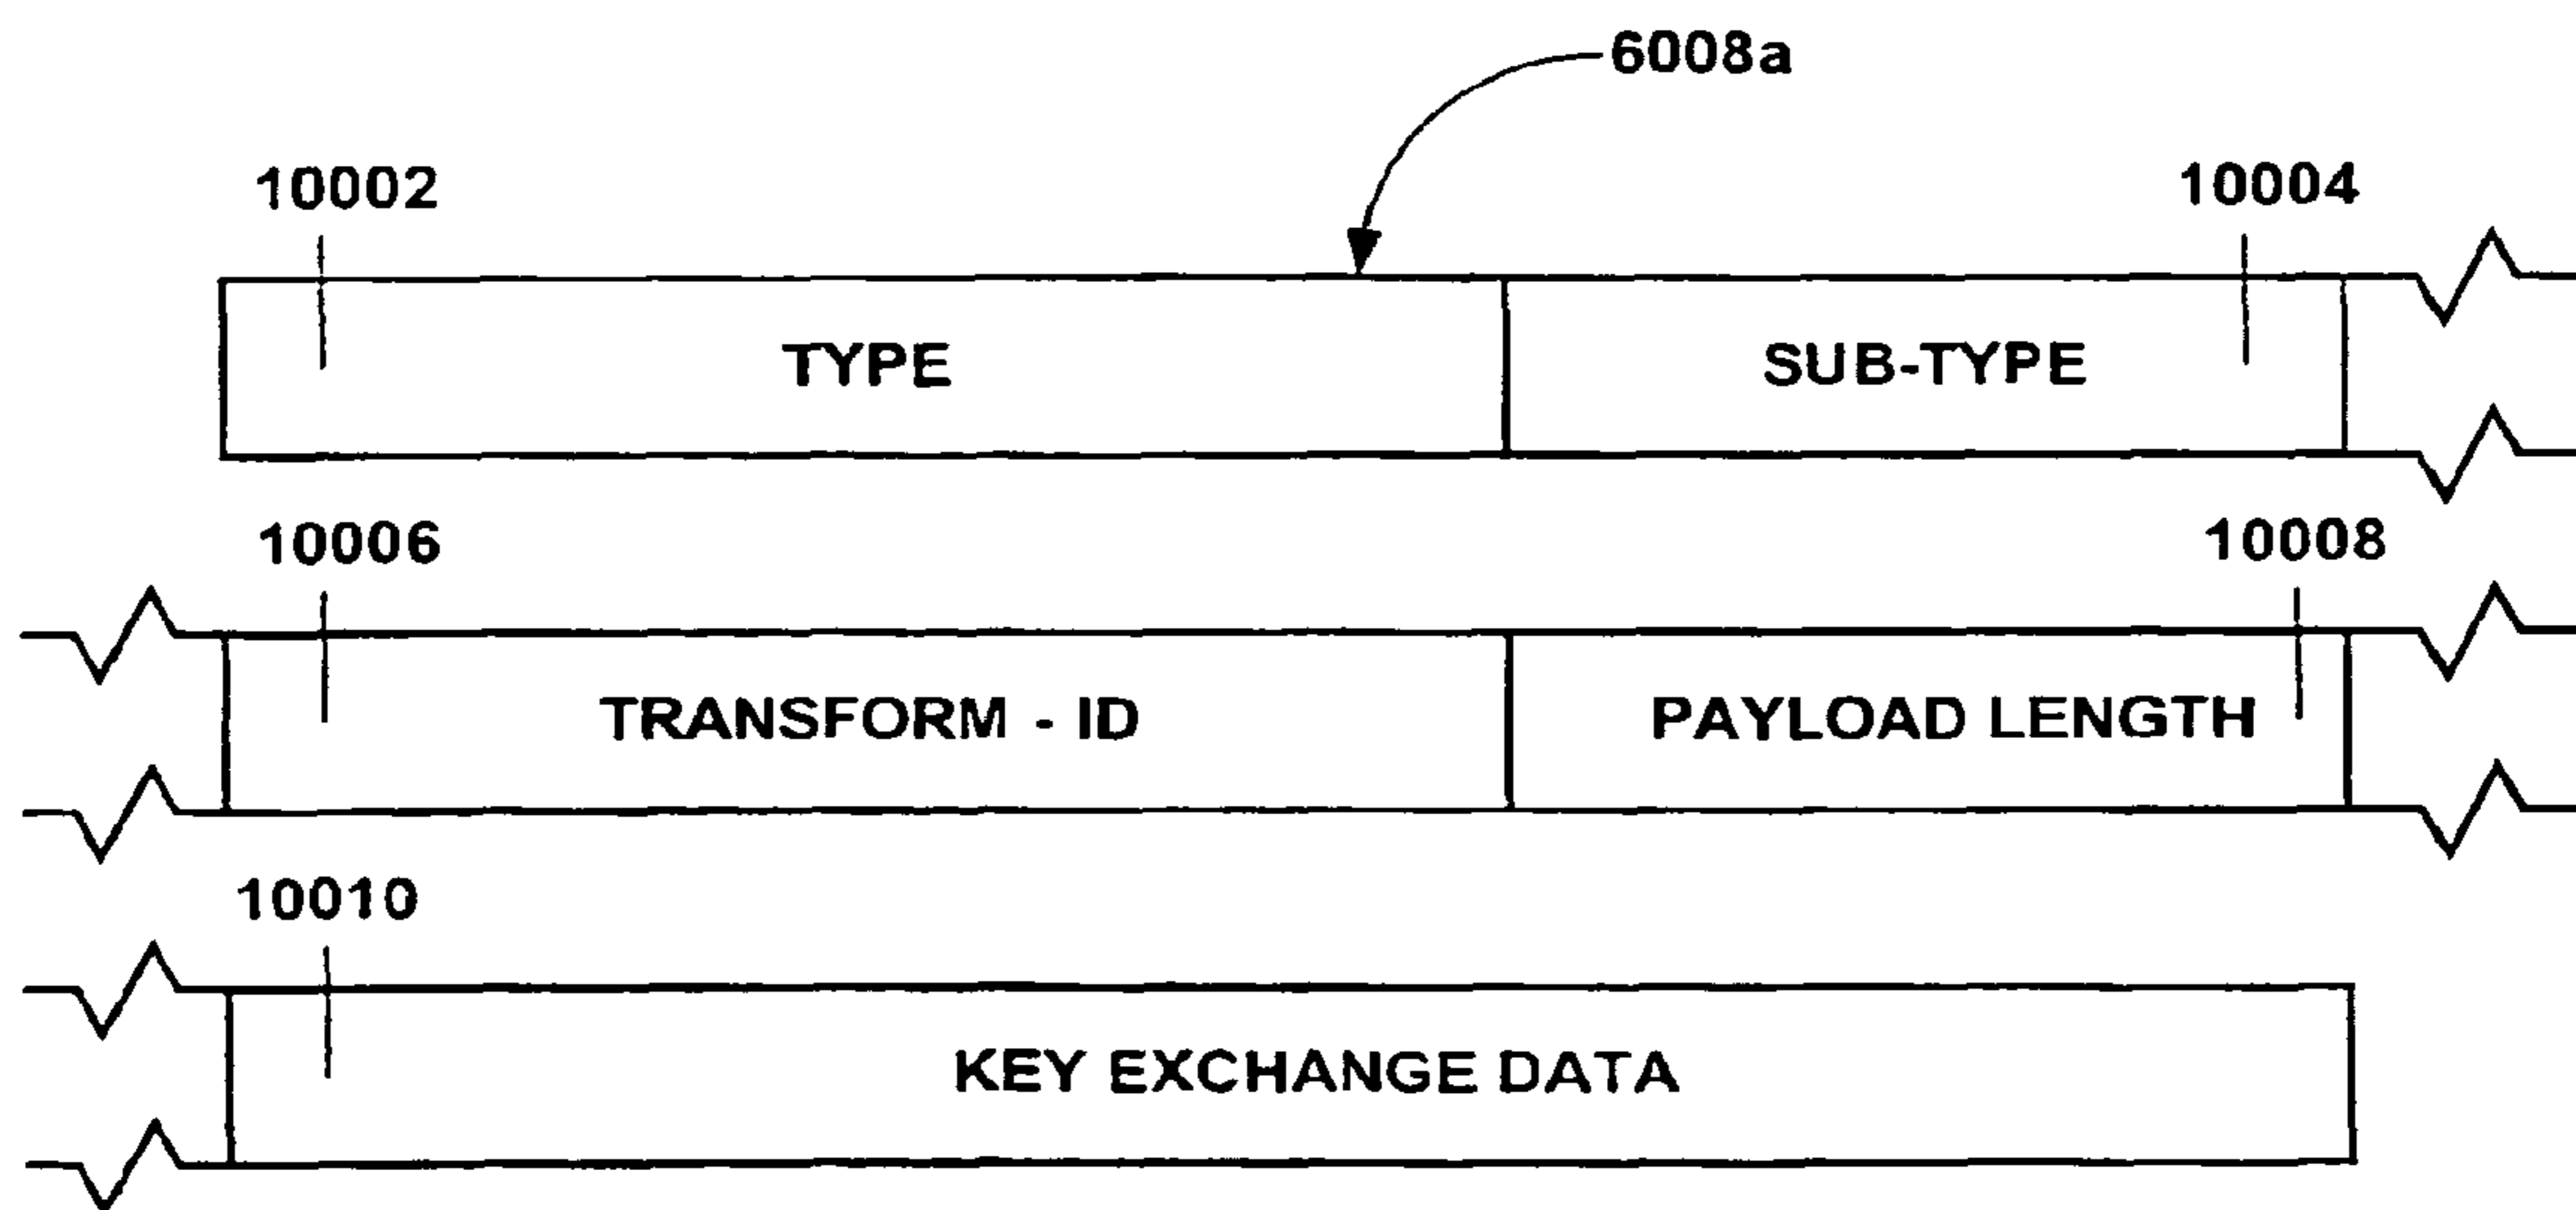 6008a
10002
10004
TYPE
SUB-TYPE
10006
10008
TRANSFORM - ID
PAYLOAD LENGTH
10010
KEY EXCHANGE DATA